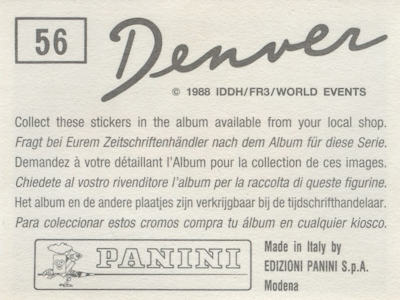 56
Denver
© 1988 IDDH/FR3/WORLD EVENTS
Collect these stickers in the album available from your local shop.
Fragt bei Eurem Zeitschriftenhändler nach dem Album für diese Serie.
Demandez à votre détaillant l'Album pour la collection de ces images.
Chiedete al vostro rivenditore l'album per la raccolta di queste figurine.
Het album en de andere plaatjes zijn verkrijgbaar bij de tijdschrifthandelaar.
Para coleccionar estos cromos compra tu álbum en cualquier kiosco.
PANINI
Made in Italy by
EDIZIONI PANINI S.p.A.
Modena